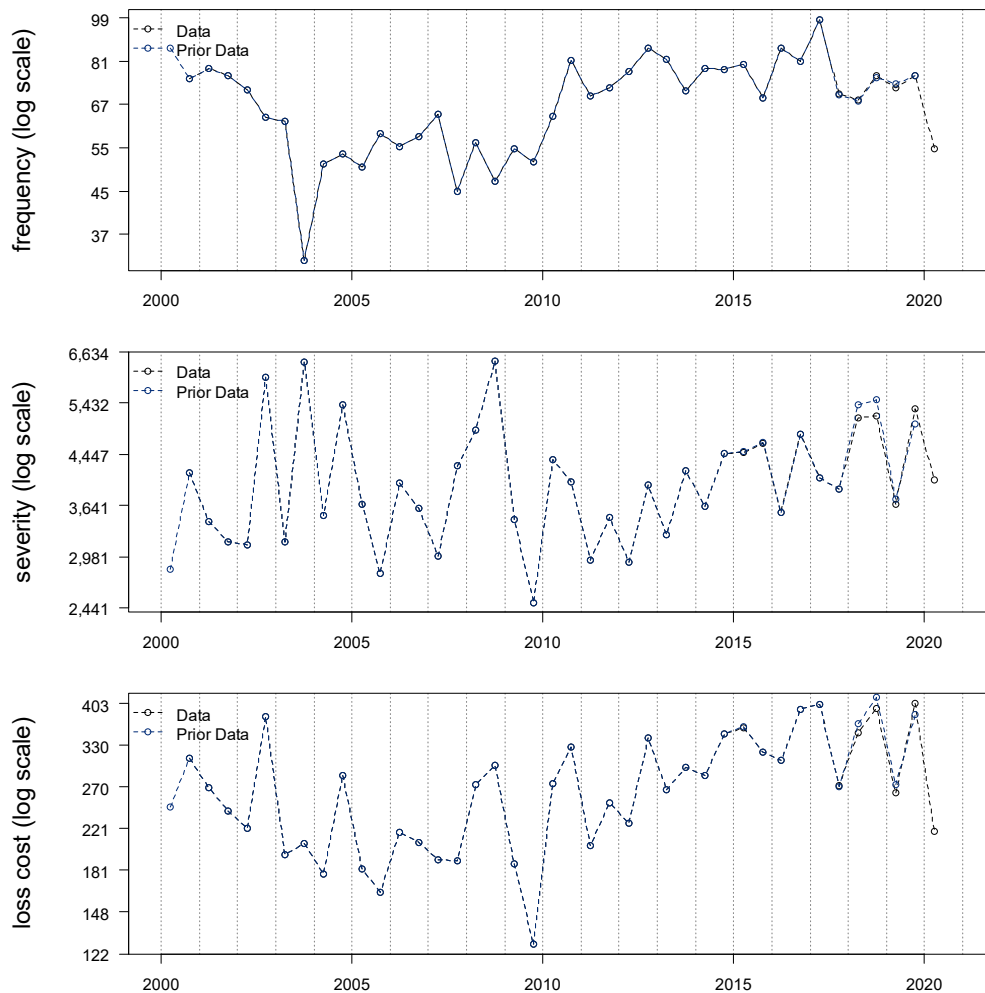 frequency (log scale)
99
81
67
55
45
37
Data
Prior Data
2000 2005 2010 2015 2020
severity (log scale)
6,634
5,432
4,447
3,641
2,981
2,441
Data
Prior Data
2000 2005 2010 2015 2020
loss cost (log scale)
403
330
270
221
181
148
122
Data
Prior Data
2000 2005 2010 2015 2020